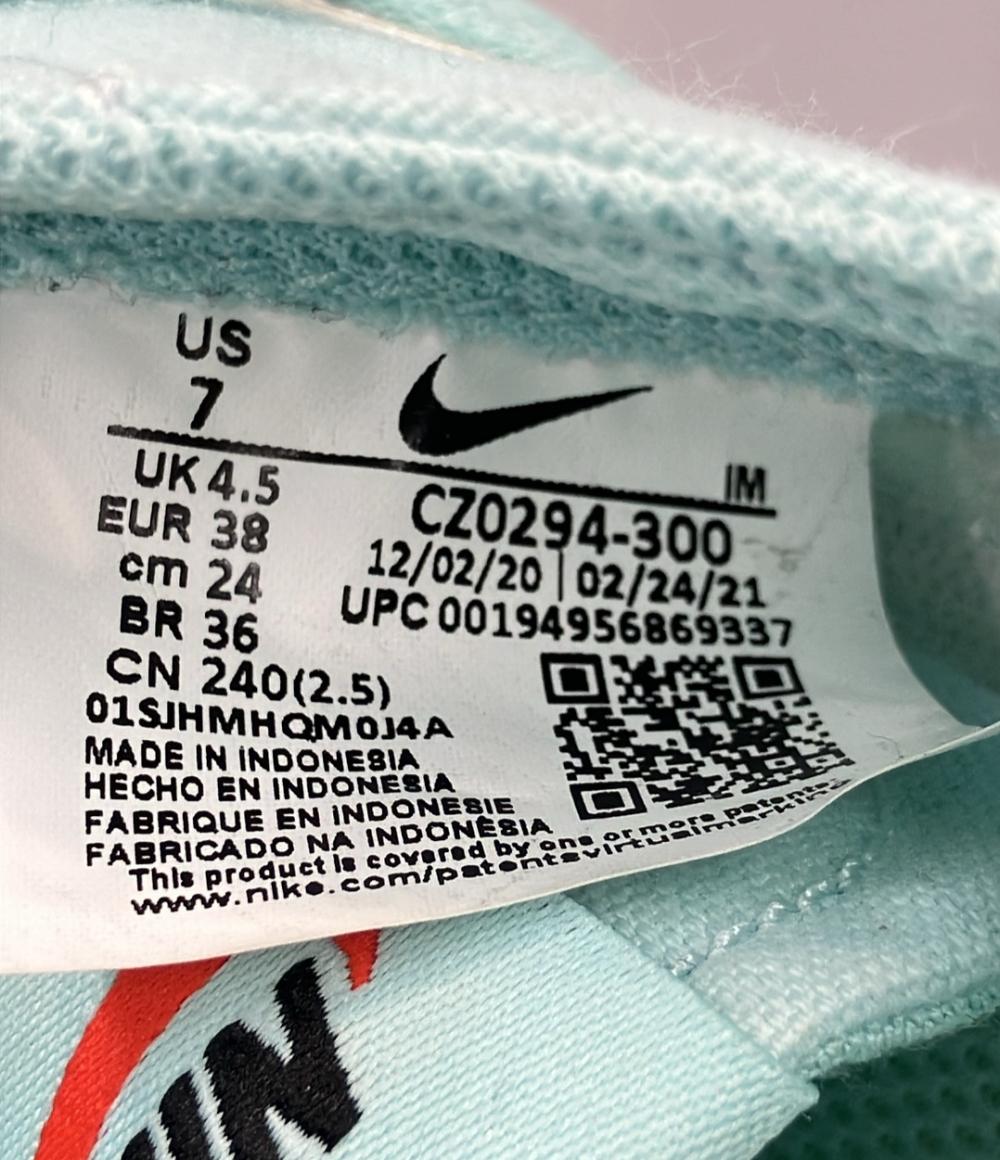 US
7
UK 4.5
EUR 38
cm 24
BR 36
CN 240(2.5)
IM
CZ0294-300
12/02/20 | 02/24/21
UPC 00194956869337
01SJHMHQM0J4A
MADE IN INDONESIA
HECHO EN INDONESIA
FABRIQUE EN INDONESIE
FABRICADO NA INDONÉSIA
This product is covered by one or more patents
www.nike.com/patentsvirtualmarking
NI